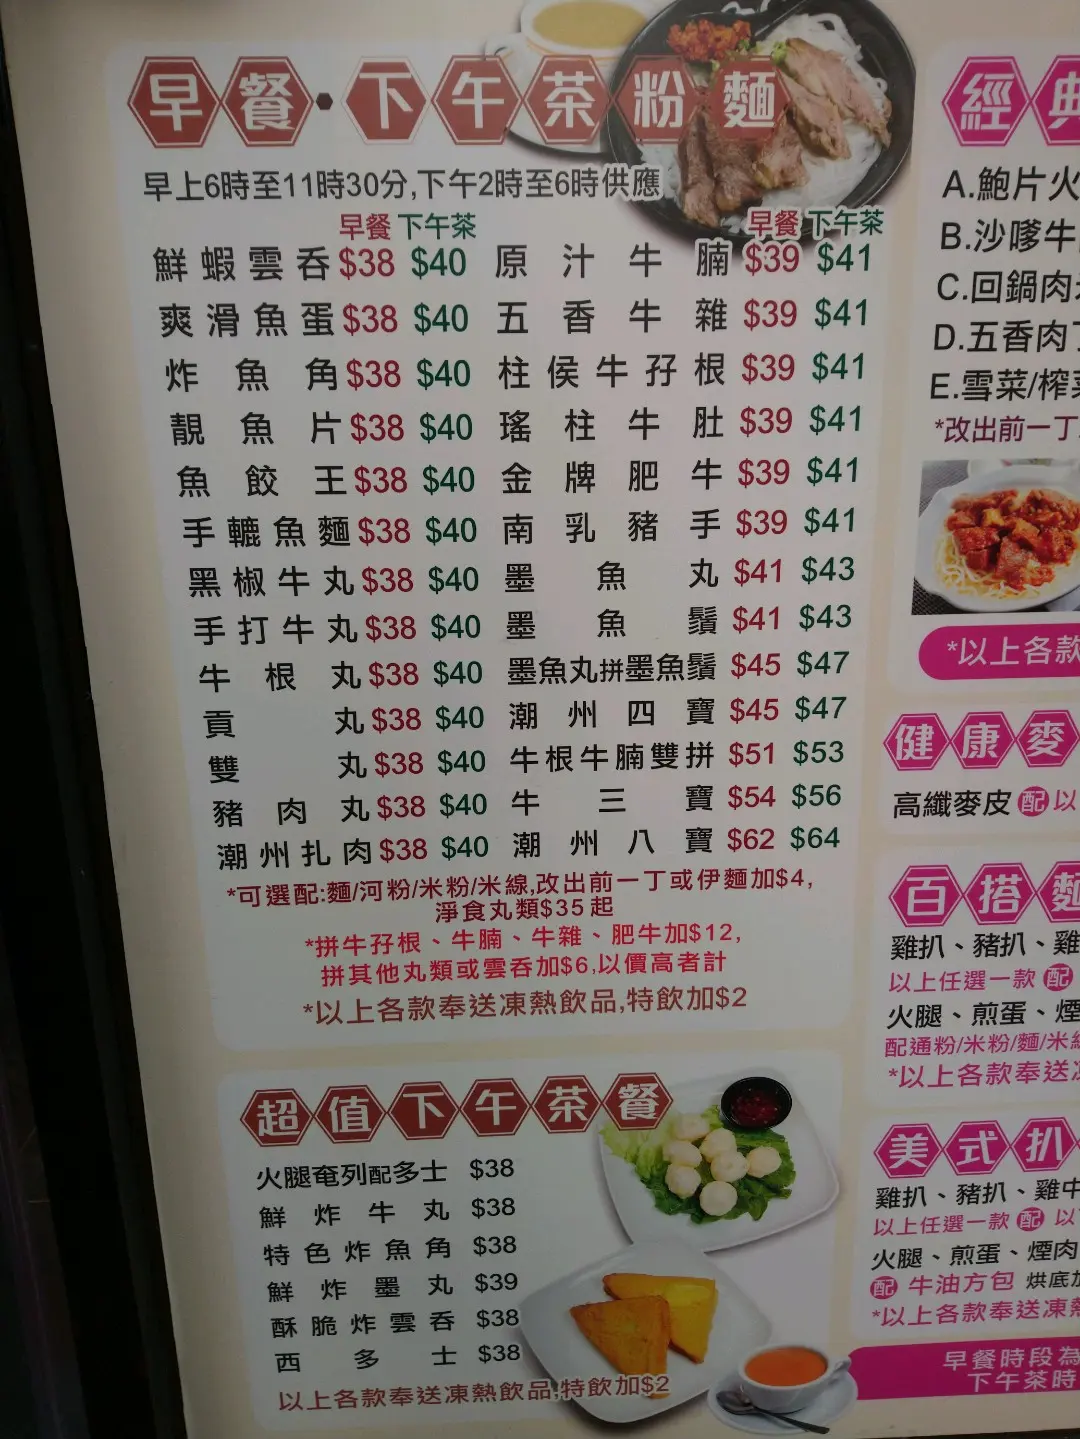 早餐·下午茶粉麵
早上6時至11時30分,下午2時至6時供應
早餐 下午茶 早餐 下午茶
鮮蝦雲吞 $38 $40 原汁牛腩 $39 $41
爽滑魚蛋 $38 $40 五香牛雜 $39 $41
炸魚角 $38 $40 柱侯牛孖根 $39 $41
靚魚片 $38 $40 瑤柱牛肚 $39 $41
魚餃王 $38 $40 金牌肥牛 $39 $41
手轆魚麵 $38 $40 南乳豬手 $39 $41
黑椒牛丸 $38 $40 墨魚丸 $41 $43
手打牛丸 $38 $40 墨魚鬚 $41 $43
牛根丸 $38 $40 墨魚丸拼墨魚鬚 $45 $47
貢丸 $38 $40 潮州四寶 $45 $47
雙丸 $38 $40 牛根牛腩雙拼 $51 $53
豬肉丸 $38 $40 牛三寶 $54 $56
潮州扎肉 $38 $40 潮州八寶 $62 $64
*可選配:麵/河粉/米粉/米線,改出前一丁或伊麵加$4,
淨食丸類$35起
*拼牛孖根、牛腩、牛雜、肥牛加$12,
拼其他丸類或雲吞加$6,以價高者計
*以上各款奉送凍熱飲品,特飲加$2
超值下午茶餐
火腿奄列配多士 $38
鮮炸牛丸 $38
特色炸魚角 $38
鮮炸墨丸 $39
酥脆炸雲吞 $38
西多士 $38
以上各款奉送凍熱飲品,特飲加$2
經典
A.鮑片火
B.沙嗲牛
C.回鍋肉
D.五香肉丁
E.雪菜/榨菜
*改出前一丁
*以上各款
健康麥
高纖麥皮 配 以
百搭麵
雞扒、豬扒、雞
以上任選一款 配
火腿、煎蛋、煙
配通粉/米粉/麵/米線
*以上各款奉送
美式扒
雞扒、豬扒、雞中
以上任選一款 配 以
火腿、煎蛋、煙肉
配 牛油方包 烘底加
*以上各款奉送凍熱
早餐時段為
下午茶時